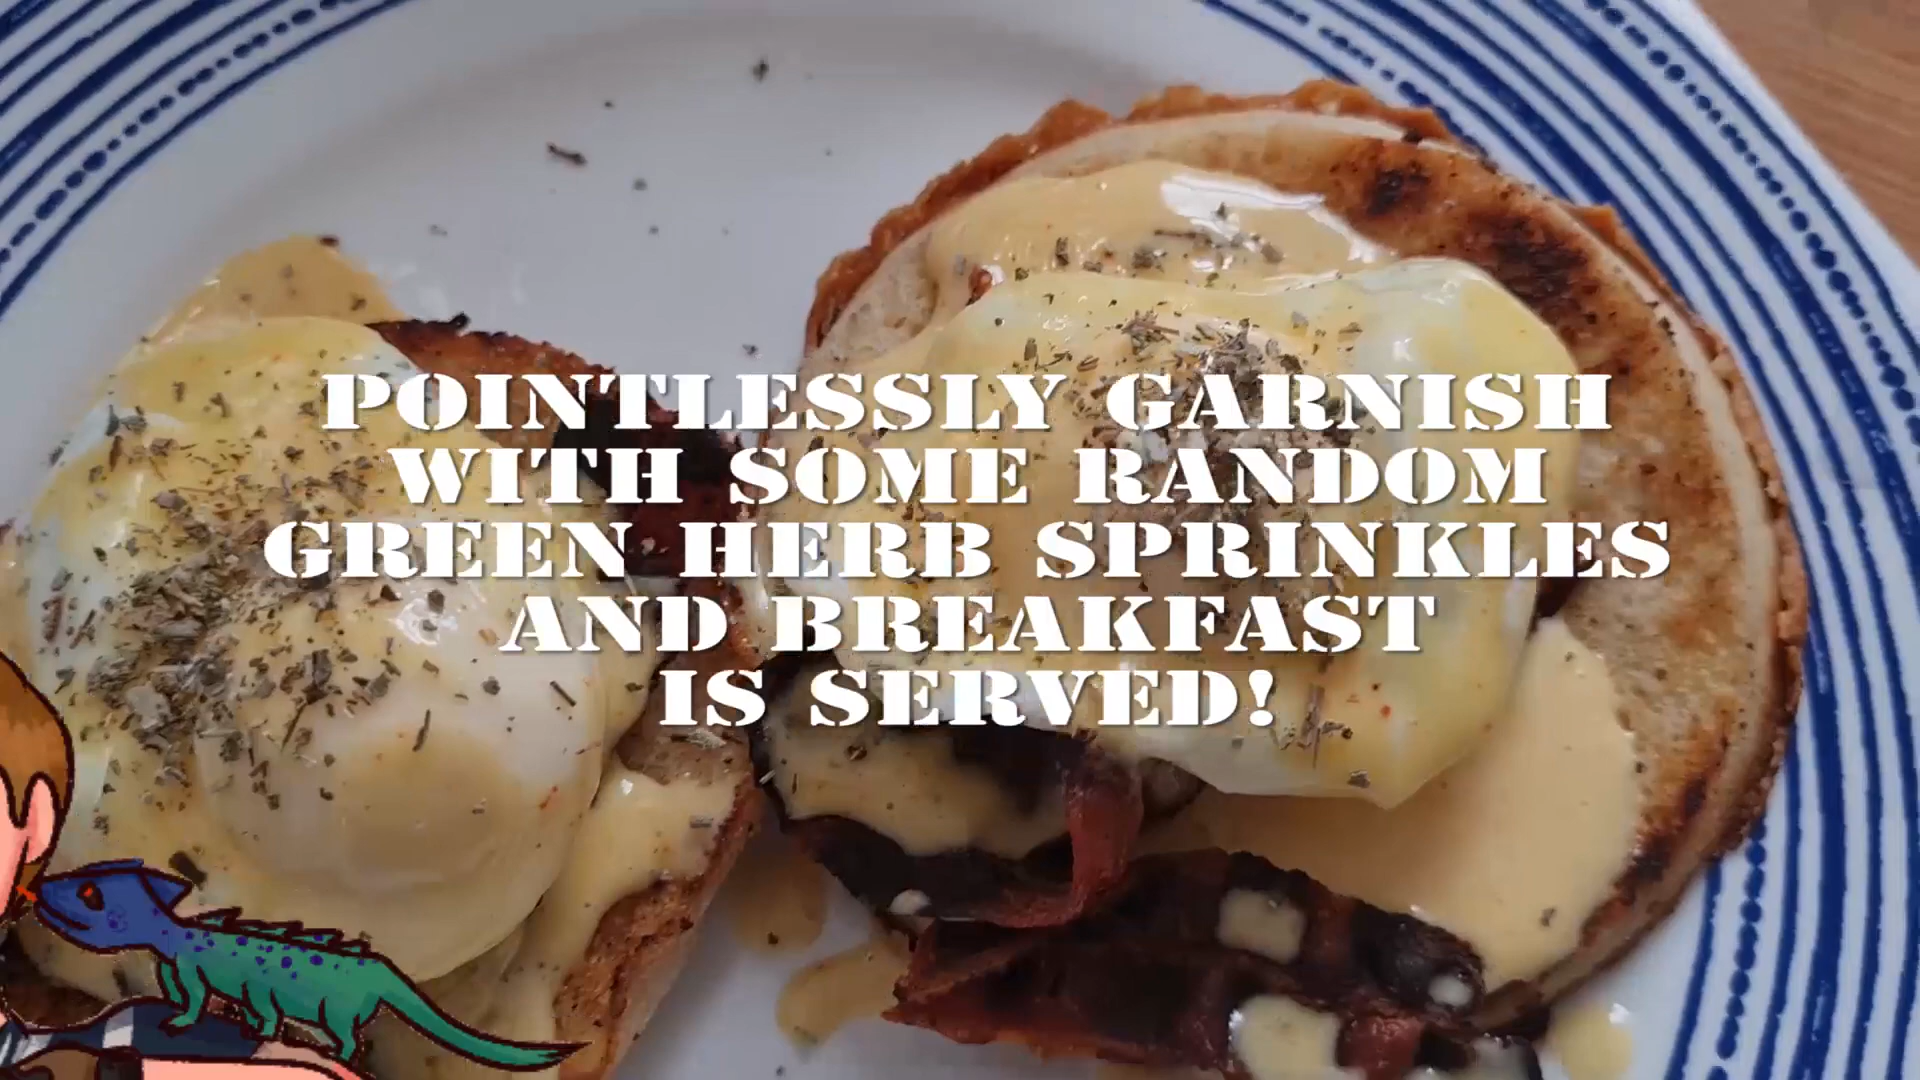 POINTLESSLY GARNISH
WITH SOME RANDOM
GREEN HERB SPRINKLES
AND BREAKFAST
IS SERVED!